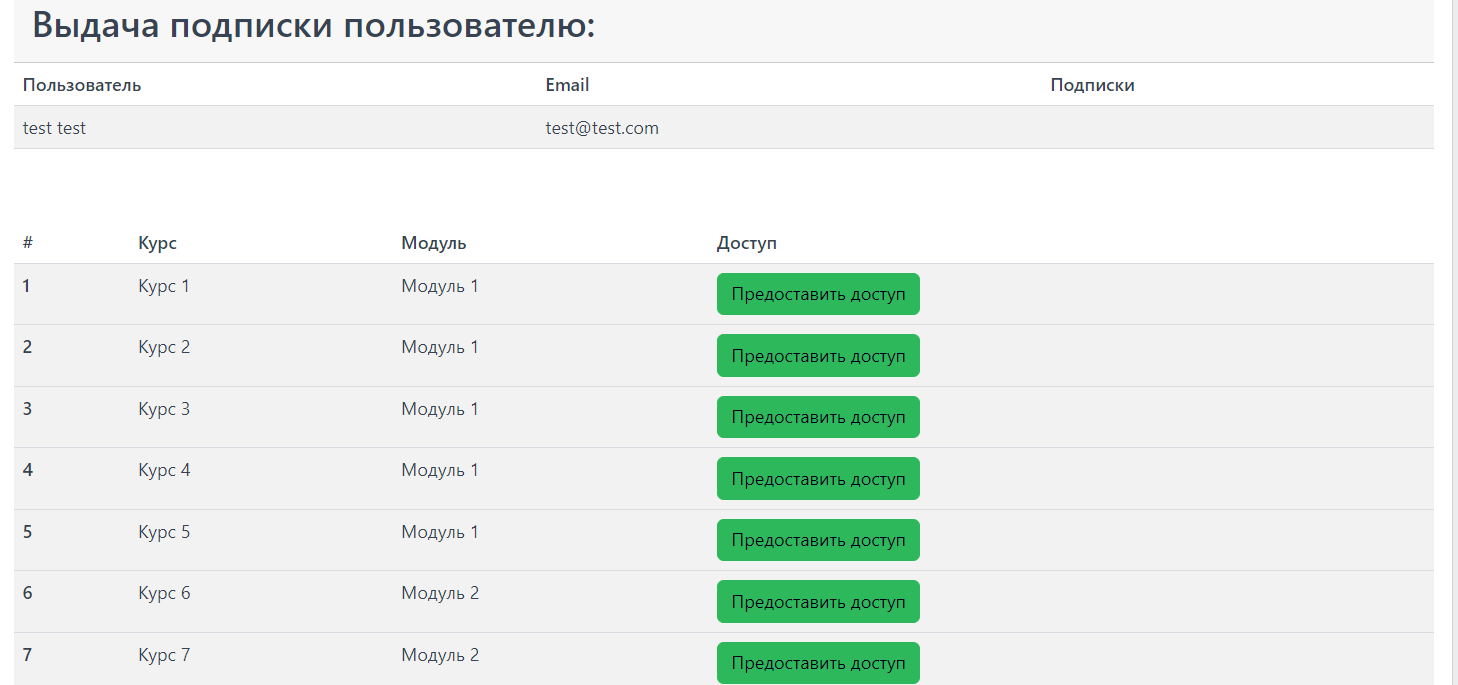 Выдача подписки пользователю:
Пользователь Email Подписки
test test test@test.com
# Курс Модуль Доступ
1 Курс 1 Модуль 1 Предоставить доступ
2 Курс 2 Модуль 1 Предоставить доступ
3 Курс 3 Модуль 1 Предоставить доступ
4 Курс 4 Модуль 1 Предоставить доступ
5 Курс 5 Модуль 1 Предоставить доступ
6 Курс 6 Модуль 2 Предоставить доступ
7 Курс 7 Модуль 2 Предоставить доступ